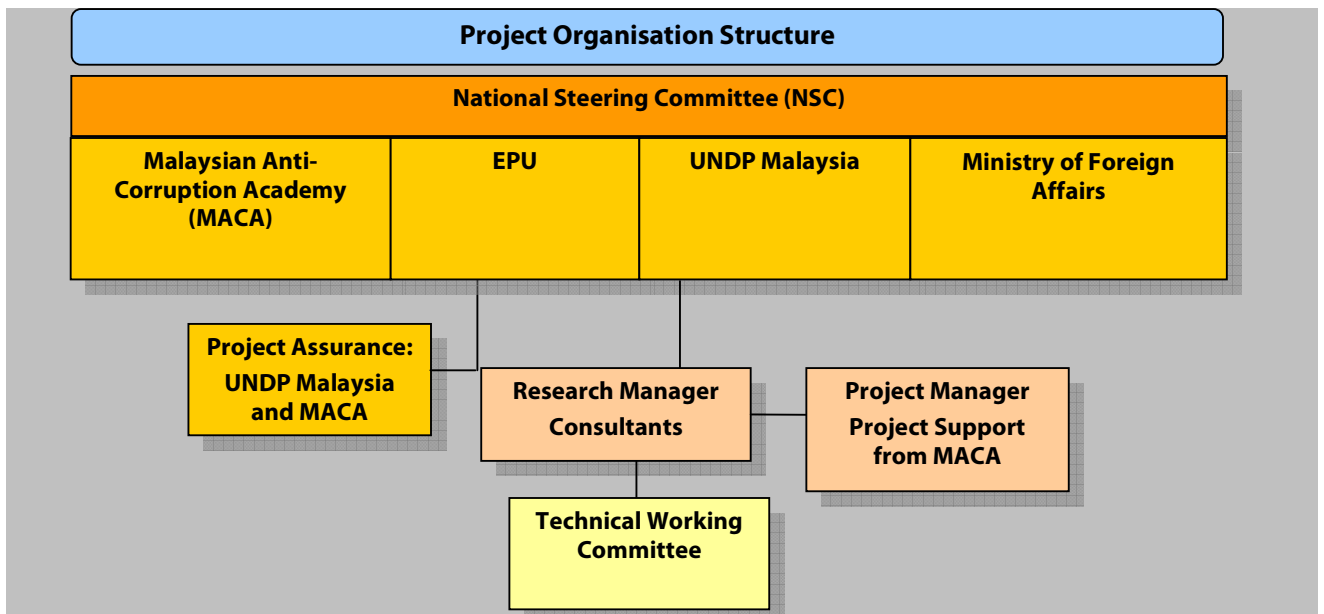 Project Organisation Structure
National Steering Committee (NSC)
Malaysian Anti-
Corruption Academy
(MACA)
EPU
UNDP Malaysia
Ministry of Foreign
Affairs
Project Assurance:
UNDP Malaysia
and MACA
Research Manager
Consultants
Project Manager
Project Support
from MACA
Technical Working
Committee